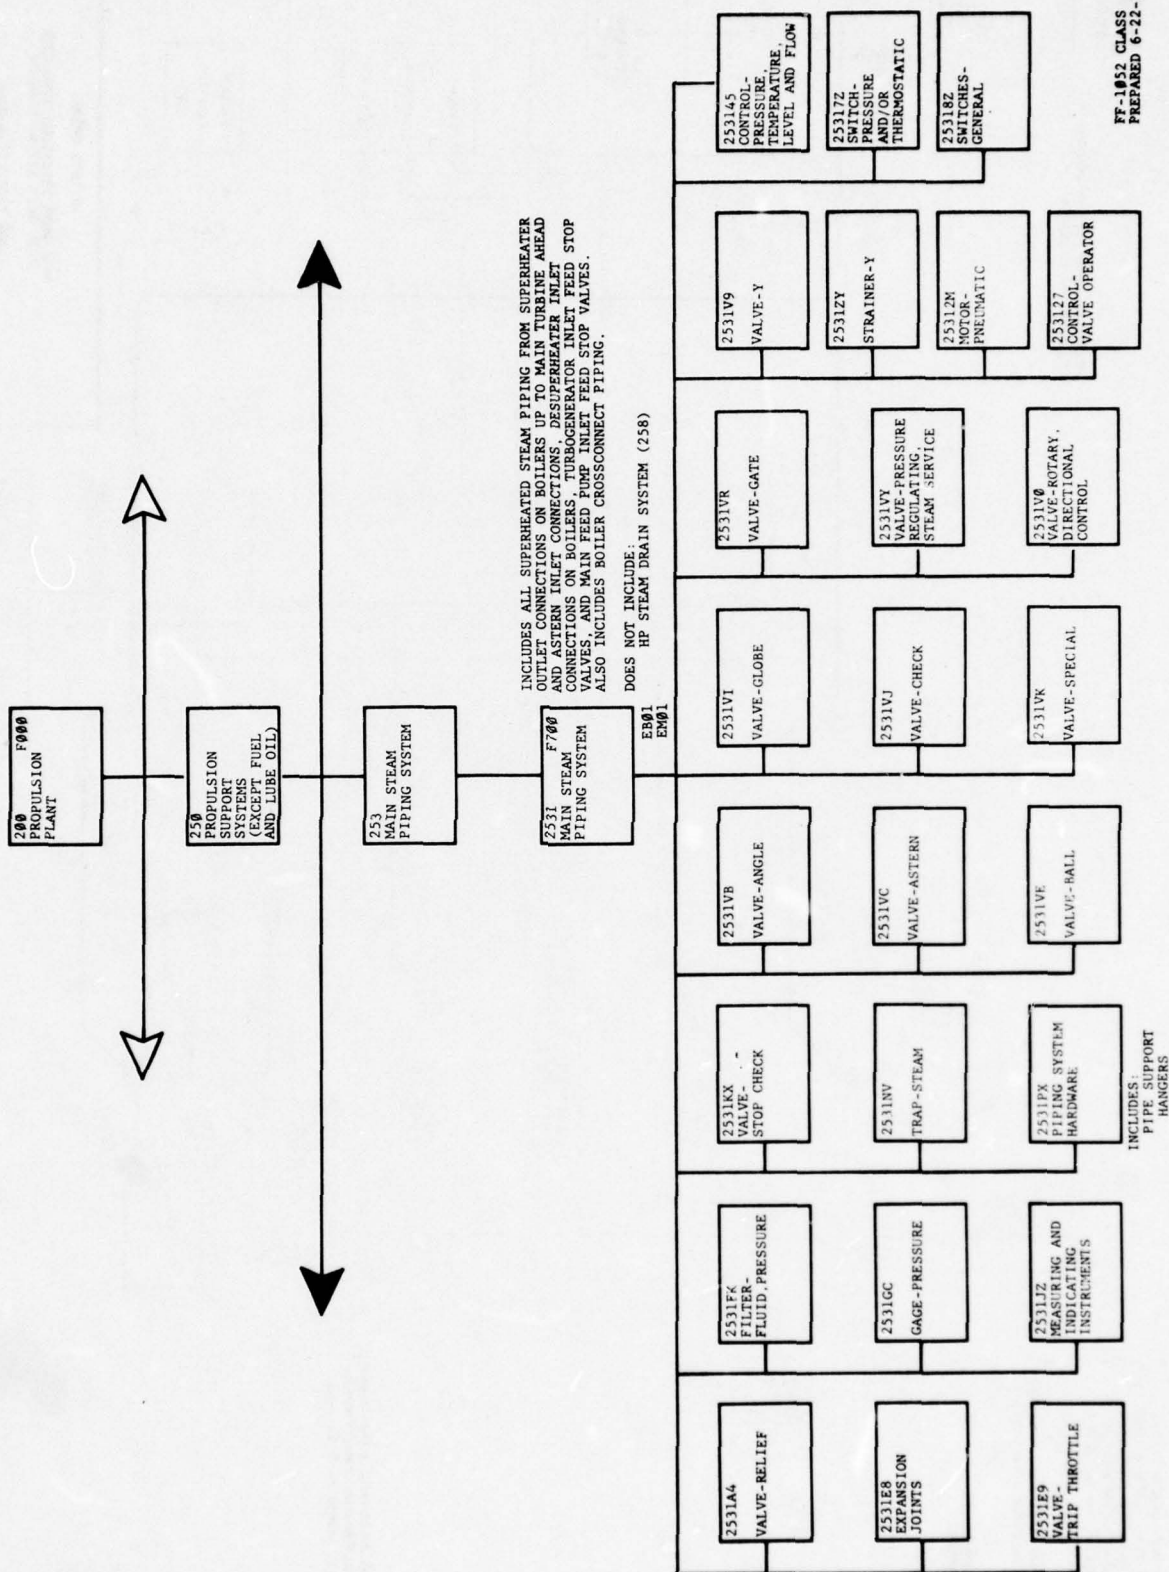 200 F000
PROPULSION
PLANT
250
PROPULSION
SUPPORT
SYSTEMS
(EXCEPT FUEL
AND LUBE OIL)
253
MAIN STEAM
PIPING SYSTEM
2531 F700
MAIN STEAM
PIPING SYSTEM
INCLUDES ALL SUPERHEATED STEAM PIPING FROM SUPERHEATER
OUTLET CONNECTIONS ON BOILERS UP TO MAIN TURBINE AHEAD
AND ASTERN INLET CONNECTIONS, DESUPERHEATER INLET
CONNECTIONS ON BOILERS, TURBOGENERATOR INLET FEED STOP
VALVES, AND MAIN FEED PUMP INLET FEED STOP VALVES.
ALSO INCLUDES BOILER CROSSCONNECT PIPING.
DOES NOT INCLUDE:
HP STEAM DRAIN SYSTEM (258)
EB01
EM01
2531A4
VALVE-RELIEF
2531E8
EXPANSION
JOINTS
2531E9
VALVE-
TRIP THROTTLE
2531FK
FILTER-
FLUID,PRESSURE
2531GC
GAGE-PRESSURE
2531JZ
MEASURING AND
INDICATING
INSTRUMENTS
2531KX
VALVE-
STOP CHECK
2531NV
TRAP-STEAM
2531PX
PIPING SYSTEM
HARDWARE
INCLUDES:
PIPE SUPPORT
HANGERS
2531VB
VALVE-ANGLE
2531VC
VALVE-ASTERN
2531VE
VALVE-BALL
2531VI
VALVE-GLOBE
2531VJ
VALVE-CHECK
2531VK
VALVE-SPECIAL
2531VR
VALVE-GATE
2531VY
VALVE-PRESSURE
REGULATING,
STEAM SERVICE
2531V0
VALVE-ROTARY,
DIRECTIONAL
CONTROL
2531V9
VALVE-Y
2531ZY
STRAINER-Y
25312M
MOTOR-
PNEUMATIC
253127
CONTROL-
VALVE OPERATOR
253145
CONTROL-
PRESSURE,
TEMPERATURE,
LEVEL AND FLOW
25317Z
SWITCH-
PRESSURE
AND/OR
THERMOSTATIC
25318Z
SWITCHES-
GENERAL
FF-1052 CLASS
PREPARED 6-22-